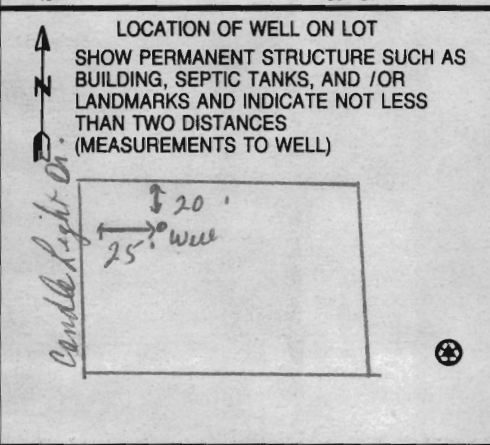 LOCATION OF WELL ON LOT
SHOW PERMANENT STRUCTURE SUCH AS
BUILDING, SEPTIC TANKS, AND /OR
LANDMARKS AND INDICATE NOT LESS
THAN TWO DISTANCES
(MEASUREMENTS TO WELL)
N
Candle Light Dr.
20 '
25' Well